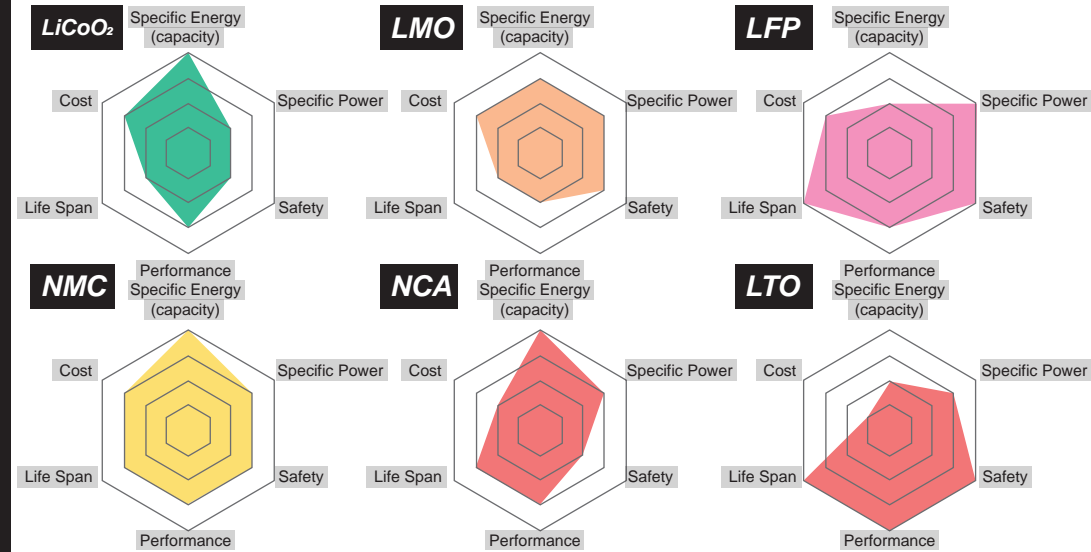 LiCoO₂
Specific Energy
(capacity)
Cost
Specific Power
Life Span
Safety
Performance
LMO
Specific Energy
(capacity)
Cost
Specific Power
Life Span
Safety
Performance
LFP
Specific Energy
(capacity)
Cost
Specific Power
Life Span
Safety
Performance
NMC
Specific Energy
(capacity)
Cost
Specific Power
Life Span
Safety
Performance
NCA
Specific Energy
(capacity)
Cost
Specific Power
Life Span
Safety
Performance
LTO
Specific Energy
(capacity)
Cost
Specific Power
Life Span
Safety
Performance